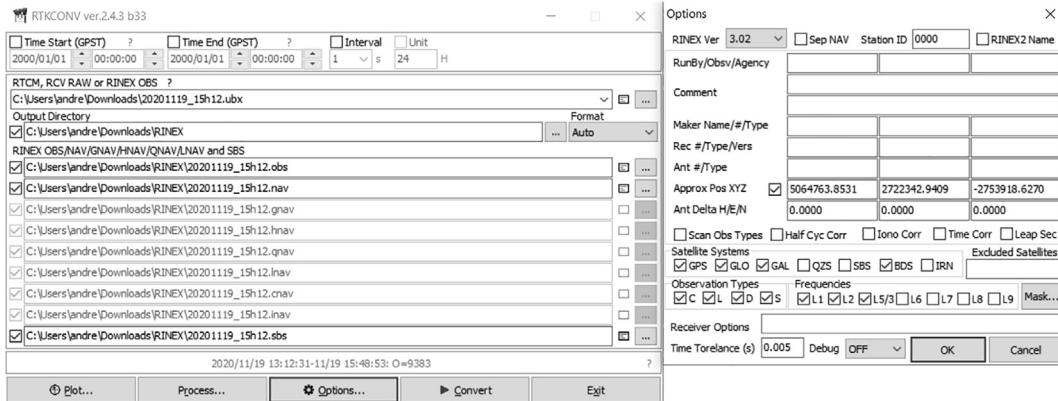 RTKCONV ver.2.4.3 b33
Time Start (GPST) ? Time End (GPST) ? Interval Unit
2000/01/01 00:00:00 2000/01/01 00:00:00 1 s 24 H
RTCM, RCV RAW or RINEX OBS ?
C:\Users\andre\Downloads\20201119_15h12.ubx ...
Output Directory Format
C:\Users\andre\Downloads\RINEX ... Auto
RINEX OBS/NAV/GNAV/HNAV/QNAV/LNAV and SBS
C:\Users\andre\Downloads\RINEX\20201119_15h12.obs ...
C:\Users\andre\Downloads\RINEX\20201119_15h12.nav ...
C:\Users\andre\Downloads\RINEX\20201119_15h12.gnav ...
C:\Users\andre\Downloads\RINEX\20201119_15h12.hnav ...
C:\Users\andre\Downloads\RINEX\20201119_15h12.qnav ...
C:\Users\andre\Downloads\RINEX\20201119_15h12.lnav ...
C:\Users\andre\Downloads\RINEX\20201119_15h12.cnav ...
C:\Users\andre\Downloads\RINEX\20201119_15h12.inav ...
C:\Users\andre\Downloads\RINEX\20201119_15h12.sbs ...
2020/11/19 13:12:31-11/19 15:48:53: O=9383 ?
Plot... Process... Options... Convert Exit
Options
RINEX Ver 3.02 Sep NAV Station ID 0000 RINEX2 Name
RunBy/Obsv/Agency
Comment
Maker Name/#/Type
Rec #/Type/Vers
Ant #/Type
Approx Pos XYZ 5064763.8531 2722342.9409 -2753918.6270
Ant Delta H/E/N 0.0000 0.0000 0.0000
Scan Obs Types Half Cyc Corr Iono Corr Time Corr Leap Sec
Satellite Systems Excluded Satellites
GPS GLO GAL QZS SBS BDS IRN
Observation Types Frequencies
C L D S L1 L2 L5/3 L6 L7 L8 L9 Mask...
Receiver Options
Time Torelance (s) 0.005 Debug OFF OK Cancel